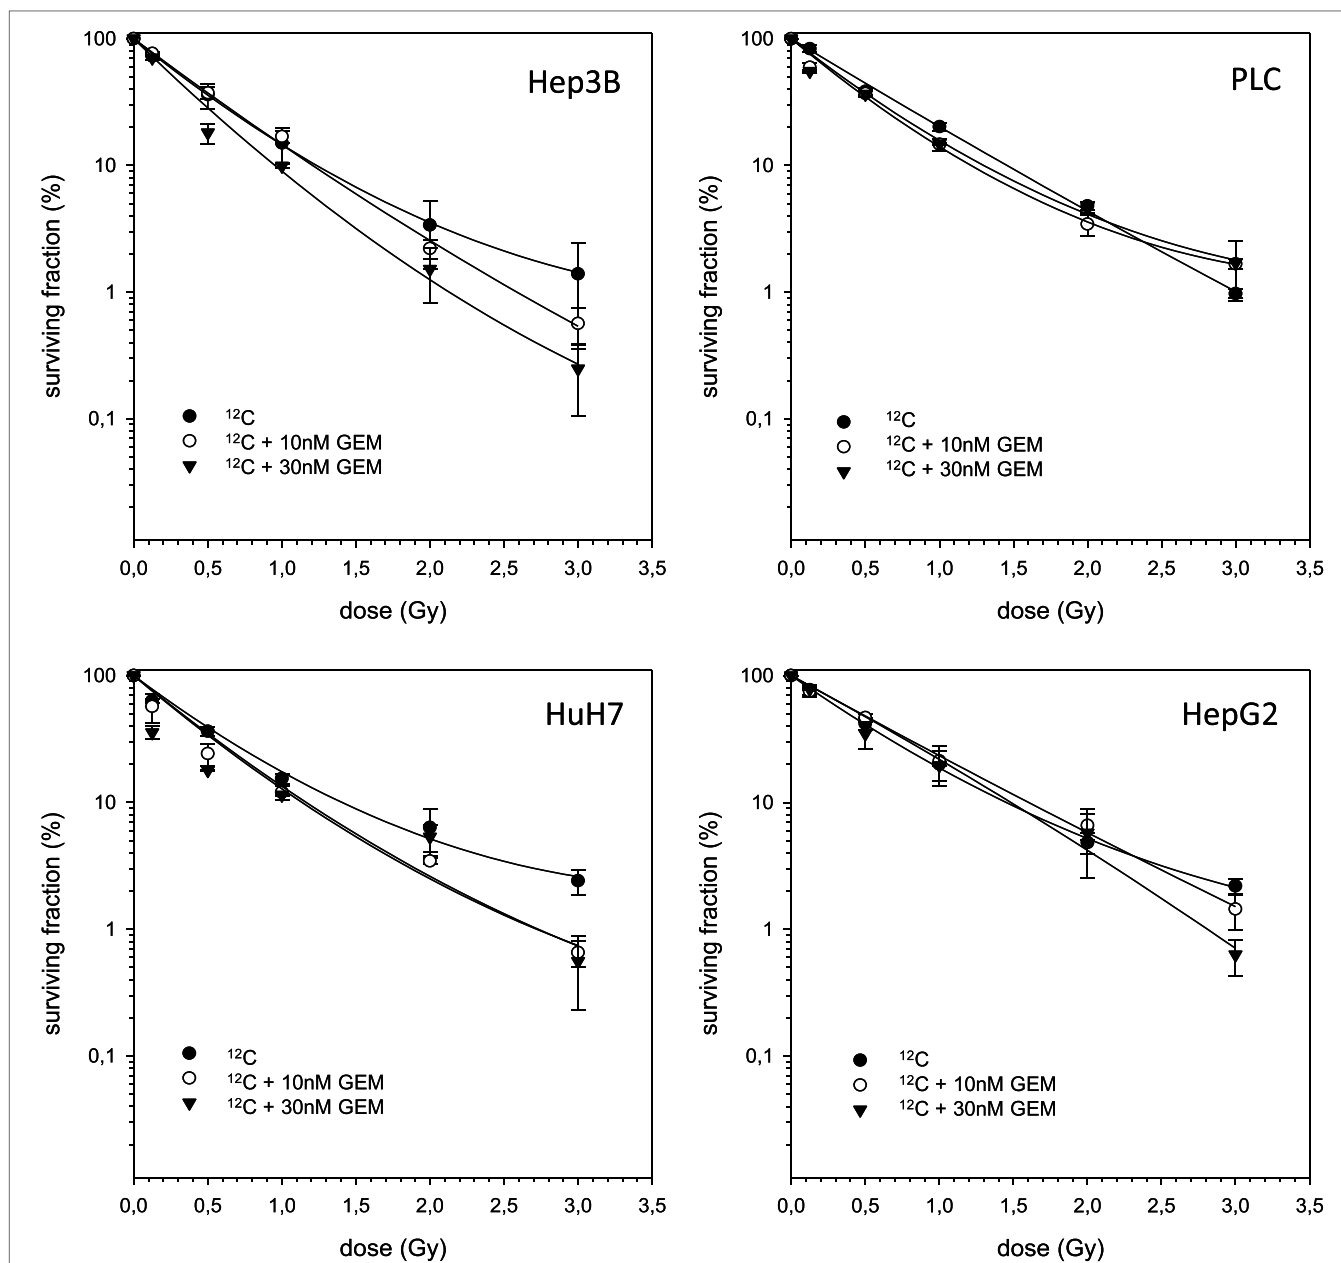 Hep3B
100
10
1
0,1
surviving fraction (%)
¹²C
¹²C + 10nM GEM
¹²C + 30nM GEM
0,0 0,5 1,0 1,5 2,0 2,5 3,0 3,5
dose (Gy)
PLC
100
10
1
0,1
surviving fraction (%)
¹²C
¹²C + 10nM GEM
¹²C + 30nM GEM
0,0 0,5 1,0 1,5 2,0 2,5 3,0 3,5
dose (Gy)
HuH7
100
10
1
0,1
surviving fraction (%)
¹²C
¹²C + 10nM GEM
¹²C + 30nM GEM
0,0 0,5 1,0 1,5 2,0 2,5 3,0 3,5
dose (Gy)
HepG2
100
10
1
0,1
surviving fraction (%)
¹²C
¹²C + 10nM GEM
¹²C + 30nM GEM
0,0 0,5 1,0 1,5 2,0 2,5 3,0 3,5
dose (Gy)